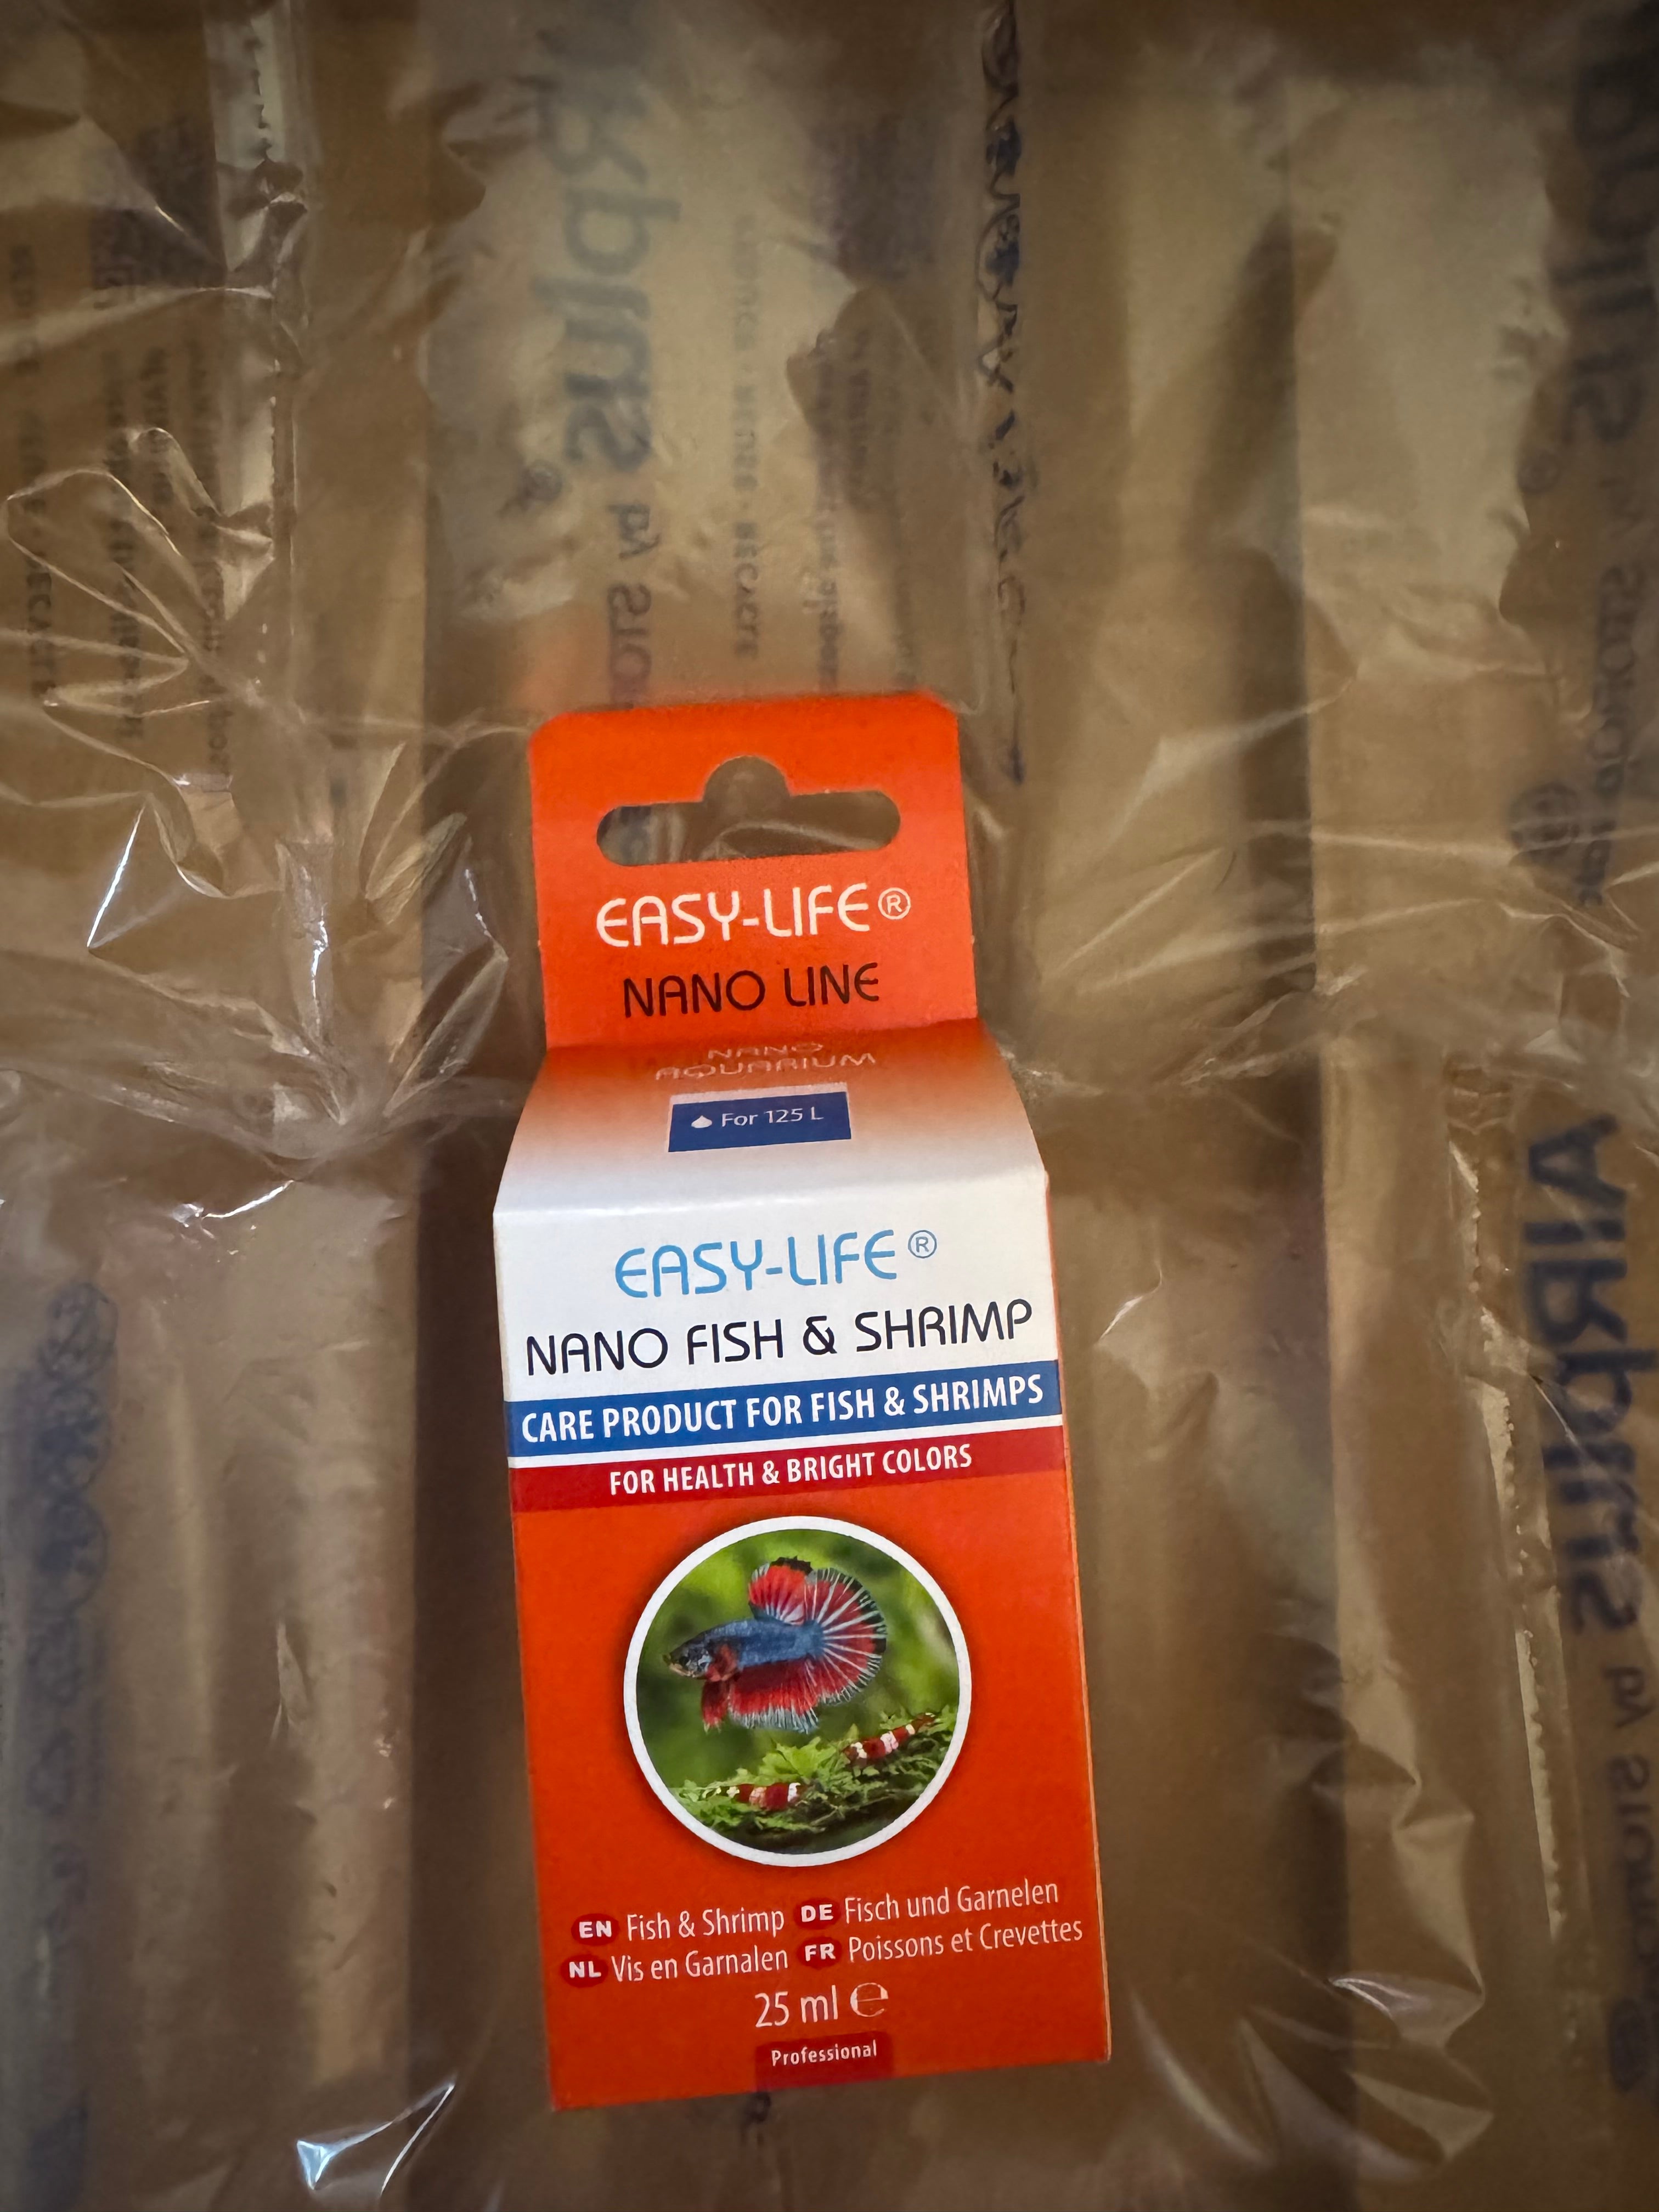 EASY-LIFE®
NANO LINE
NANO
AQUARIUM
For 125 L
EASY-LIFE®
NANO FISH & SHRIMP
CARE PRODUCT FOR FISH & SHRIMPS
FOR HEALTH & BRIGHT COLORS
EN Fish & Shrimp DE Fisch und Garnelen
NL Vis en Garnalen FR Poissons et Crevettes
25 ml ℮
Professional
AIRplus
by